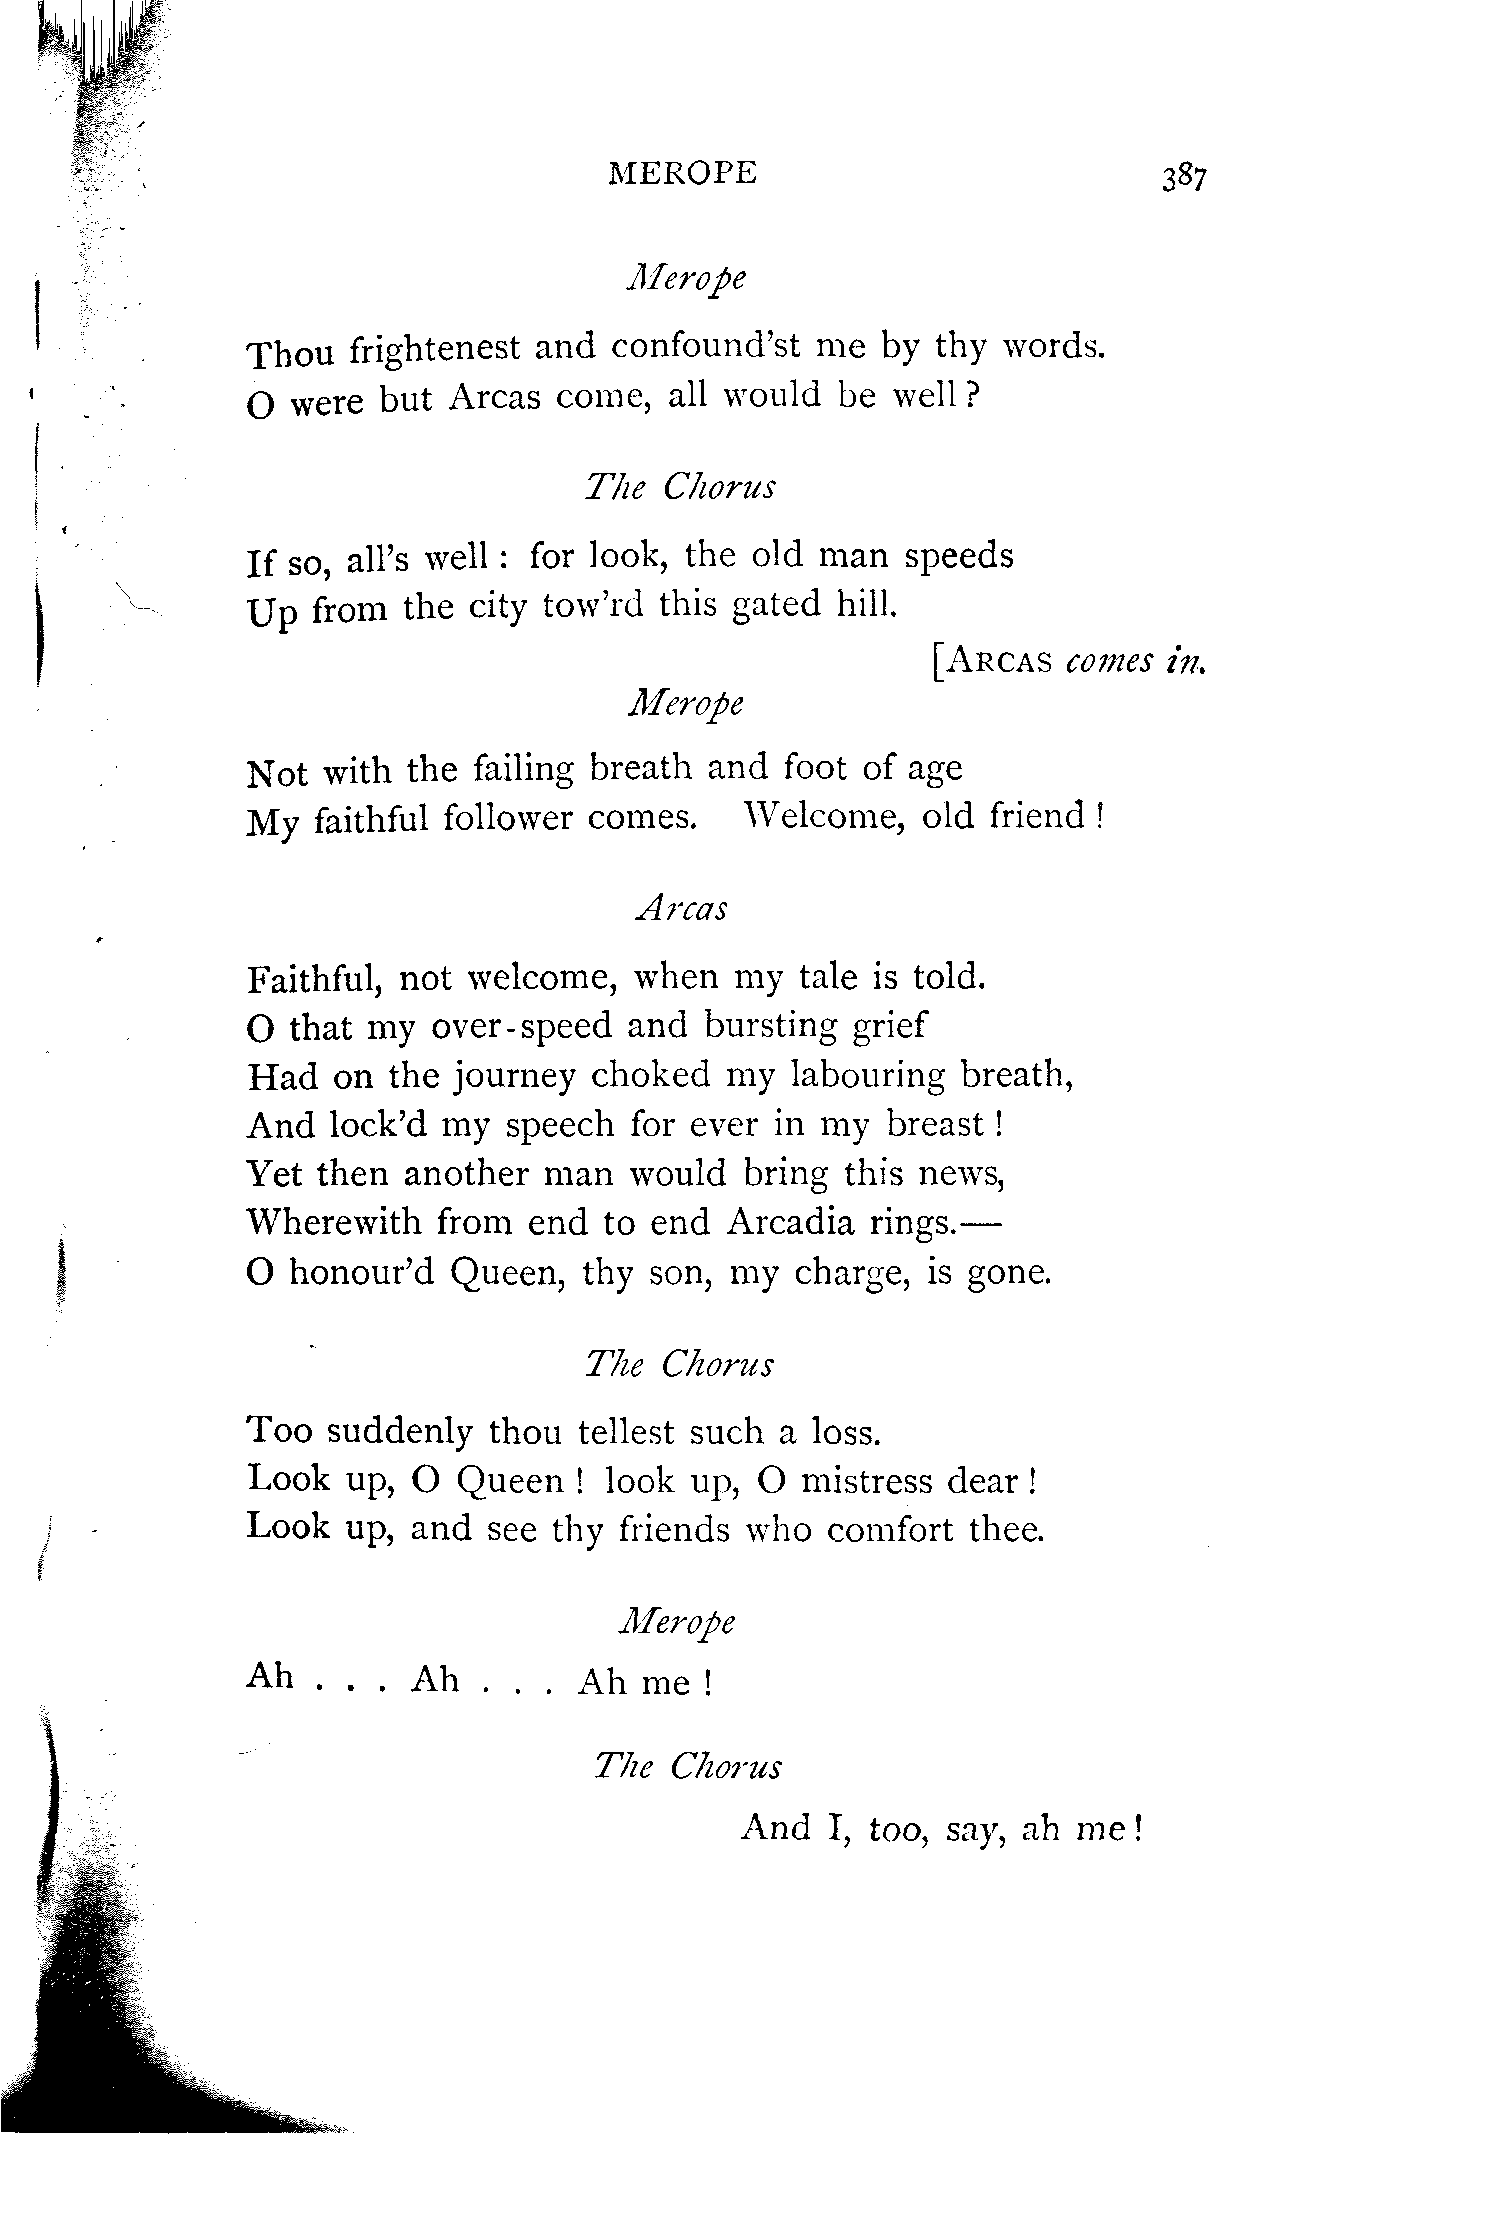 MEROPE 387
Merope
Thou frightenest and confound'st me by thy words.
O were but Arcas come, all would be well ?
The Chorus
If so, all's well : for look, the old man speeds
Up from the city tow'rd this gated hill.
[ARCAS comes in.
Merope
Not with the failing breath and foot of age
My faithful follower comes. Welcome, old friend !
Arcas
Faithful, not welcome, when my tale is told.
O that my over-speed and bursting grief
Had on the journey choked my labouring breath,
And lock'd my speech for ever in my breast !
Yet then another man would bring this news,
Wherewith from end to end Arcadia rings.—
O honour'd Queen, thy son, my charge, is gone.
The Chorus
Too suddenly thou tellest such a loss.
Look up, O Queen ! look up, O mistress dear !
Look up, and see thy friends who comfort thee.
Merope
Ah . . . Ah . . . Ah me !
The Chorus
And I, too, say, ah me !